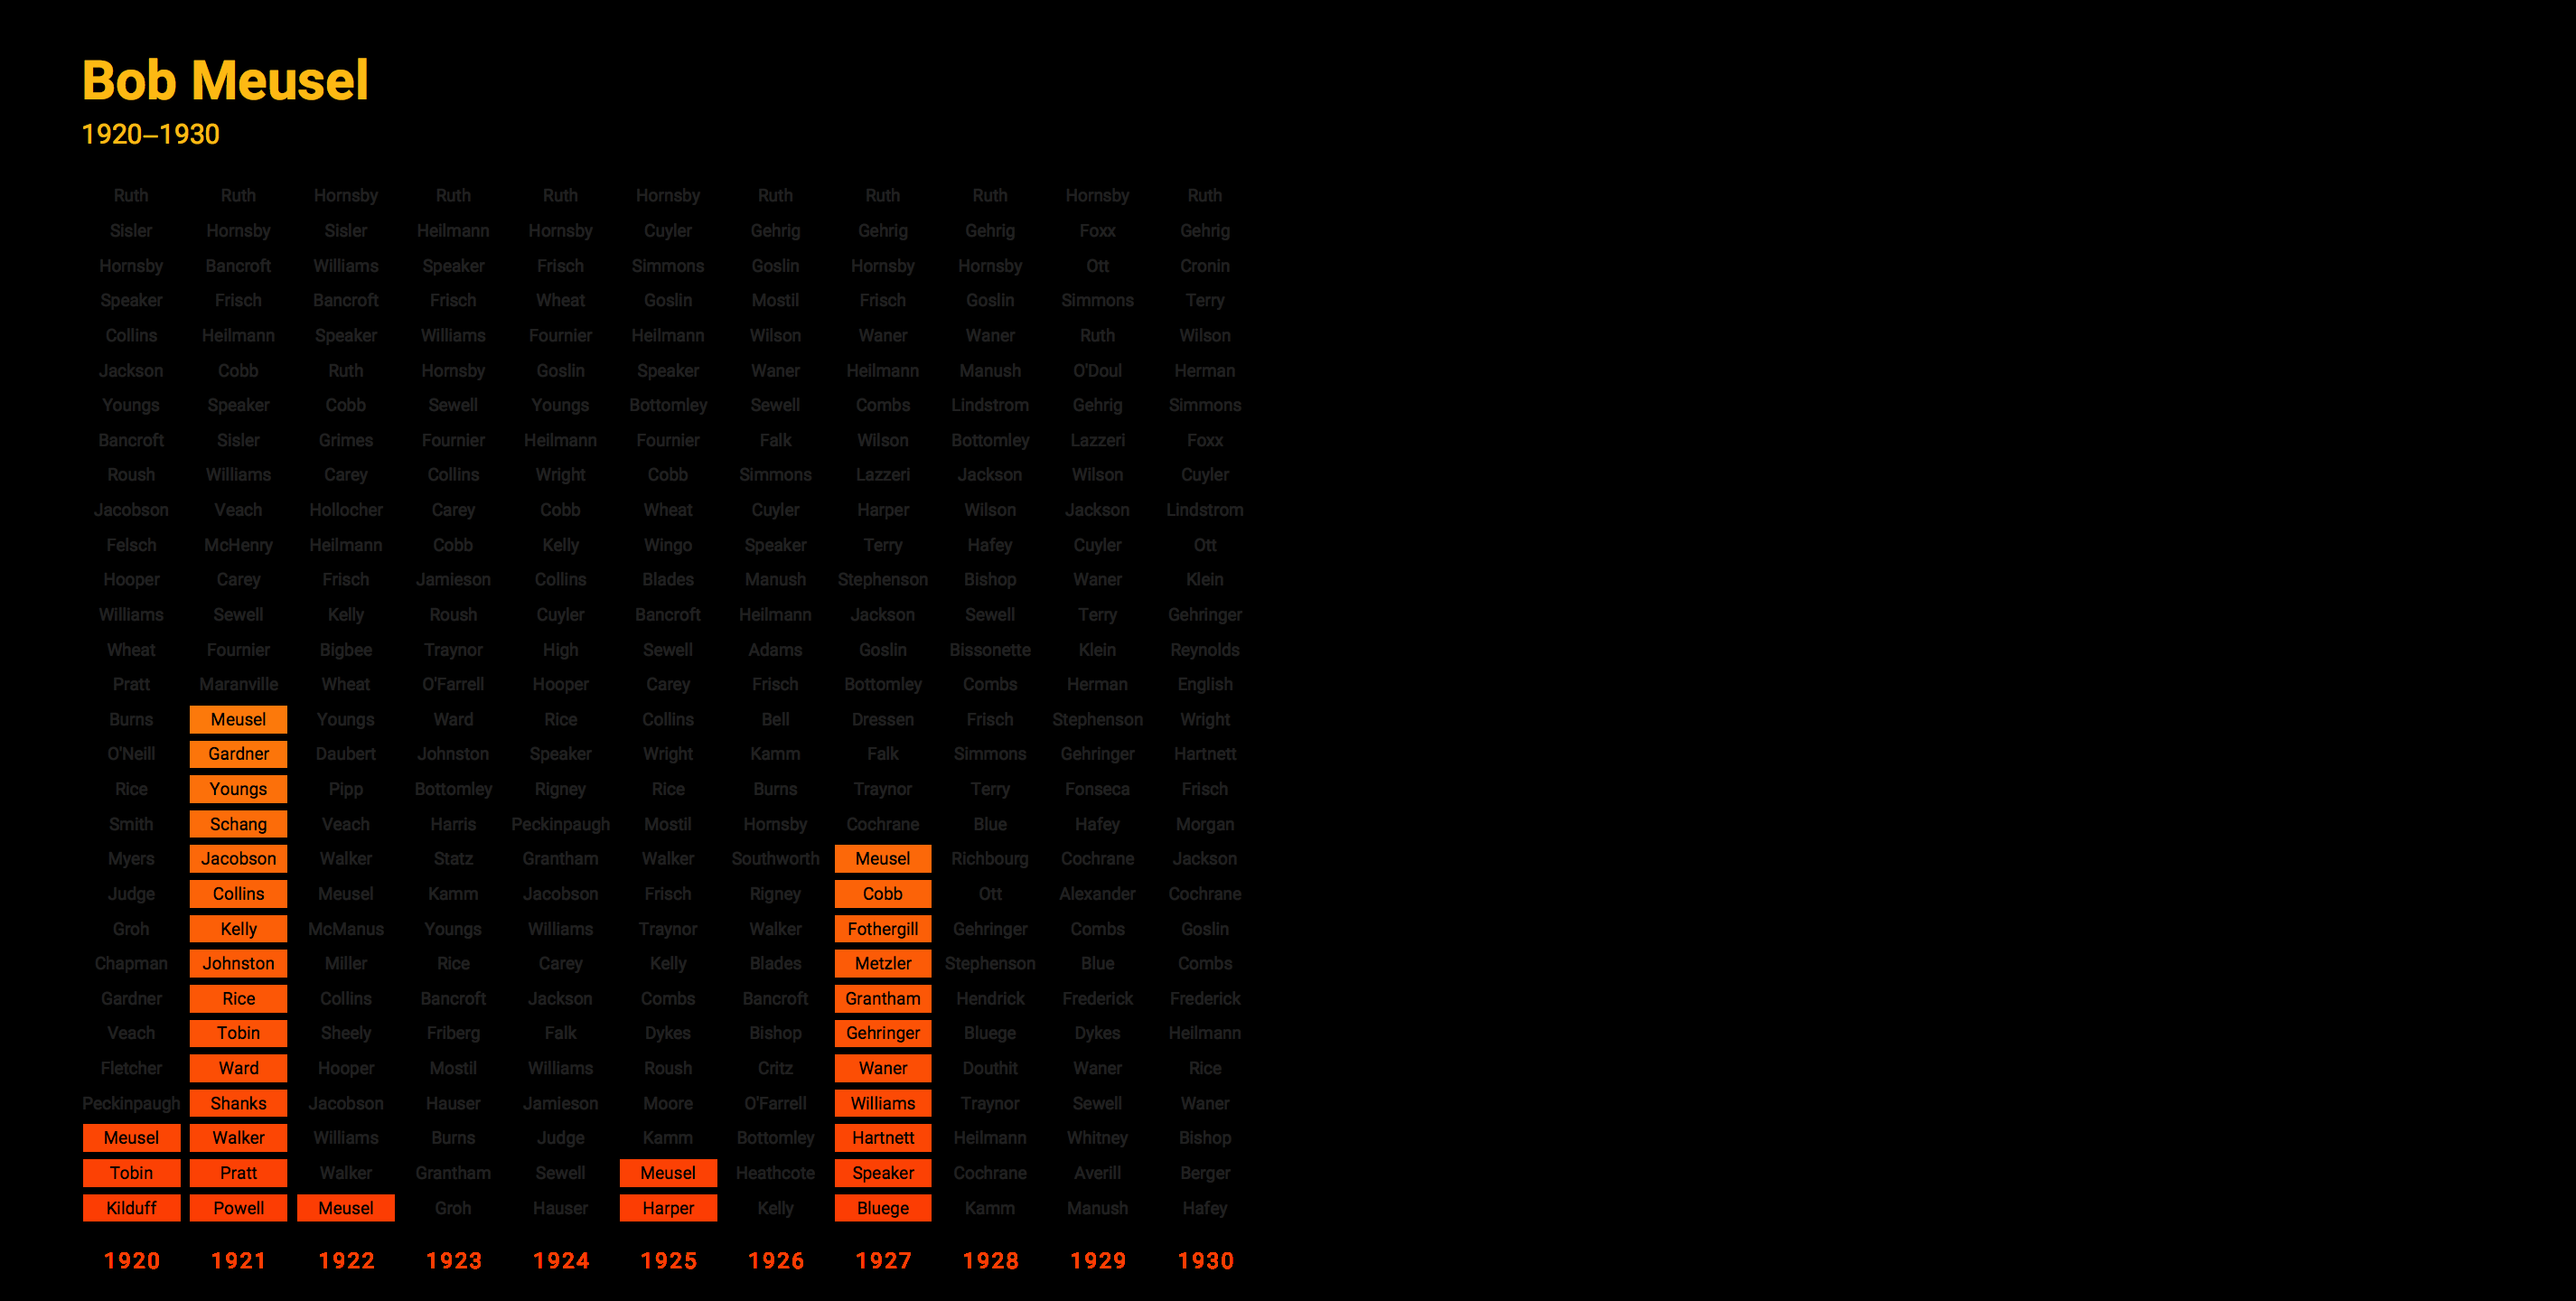 Bob Meusel
1920–1930
Ruth Ruth Hornsby Ruth Ruth Hornsby Ruth Ruth Ruth Hornsby Ruth
Sisler Hornsby Sisler Heilmann Hornsby Cuyler Gehrig Gehrig Gehrig Foxx Gehrig
Hornsby Bancroft Williams Speaker Frisch Simmons Goslin Hornsby Hornsby Ott Cronin
Speaker Frisch Bancroft Frisch Wheat Goslin Mostil Frisch Goslin Simmons Terry
Collins Heilmann Speaker Williams Fournier Heilmann Wilson Waner Waner Ruth Wilson
Jackson Cobb Ruth Hornsby Goslin Speaker Waner Heilmann Manush O'Doul Herman
Youngs Speaker Cobb Sewell Youngs Bottomley Sewell Combs Lindstrom Gehrig Simmons
Bancroft Sisler Grimes Fournier Heilmann Fournier Falk Wilson Bottomley Lazzeri Foxx
Roush Williams Carey Collins Wright Cobb Simmons Lazzeri Jackson Wilson Cuyler
Jacobson Veach Hollocher Carey Cobb Wheat Cuyler Harper Wilson Jackson Lindstrom
Felsch McHenry Heilmann Cobb Kelly Wingo Speaker Terry Hafey Cuyler Ott
Hooper Carey Frisch Jamieson Collins Blades Manush Stephenson Bishop Waner Klein
Williams Sewell Kelly Roush Cuyler Bancroft Heilmann Jackson Sewell Terry Gehringer
Wheat Fournier Bigbee Traynor High Sewell Adams Goslin Bissonette Klein Reynolds
Pratt Maranville Wheat O'Farrell Hooper Carey Frisch Bottomley Combs Herman English
Burns Meusel Youngs Ward Rice Collins Bell Dressen Frisch Stephenson Wright
O'Neill Gardner Daubert Johnston Speaker Wright Kamm Falk Simmons Gehringer Hartnett
Rice Youngs Pipp Bottomley Rigney Rice Burns Traynor Terry Fonseca Frisch
Smith Schang Veach Harris Peckinpaugh Mostil Hornsby Cochrane Blue Hafey Morgan
Myers Jacobson Walker Statz Grantham Walker Southworth Meusel Richbourg Cochrane Jackson
Judge Collins Meusel Kamm Jacobson Frisch Rigney Cobb Ott Alexander Cochrane
Groh Kelly McManus Youngs Williams Traynor Walker Fothergill Gehringer Combs Goslin
Chapman Johnston Miller Rice Carey Kelly Blades Metzler Stephenson Blue Combs
Gardner Rice Collins Bancroft Jackson Combs Bancroft Grantham Hendrick Frederick Frederick
Veach Tobin Sheely Friberg Falk Dykes Bishop Gehringer Bluege Dykes Heilmann
Fletcher Ward Hooper Mostil Williams Roush Critz Waner Douthit Waner Rice
Peckinpaugh Shanks Jacobson Hauser Jamieson Moore O'Farrell Williams Traynor Sewell Waner
Meusel Walker Williams Burns Judge Kamm Bottomley Hartnett Heilmann Whitney Bishop
Tobin Pratt Walker Grantham Sewell Meusel Heathcote Speaker Cochrane Averill Berger
Kilduff Powell Meusel Groh Hauser Harper Kelly Bluege Kamm Manush Hafey
1920 1921 1922 1923 1924 1925 1926 1927 1928 1929 1930